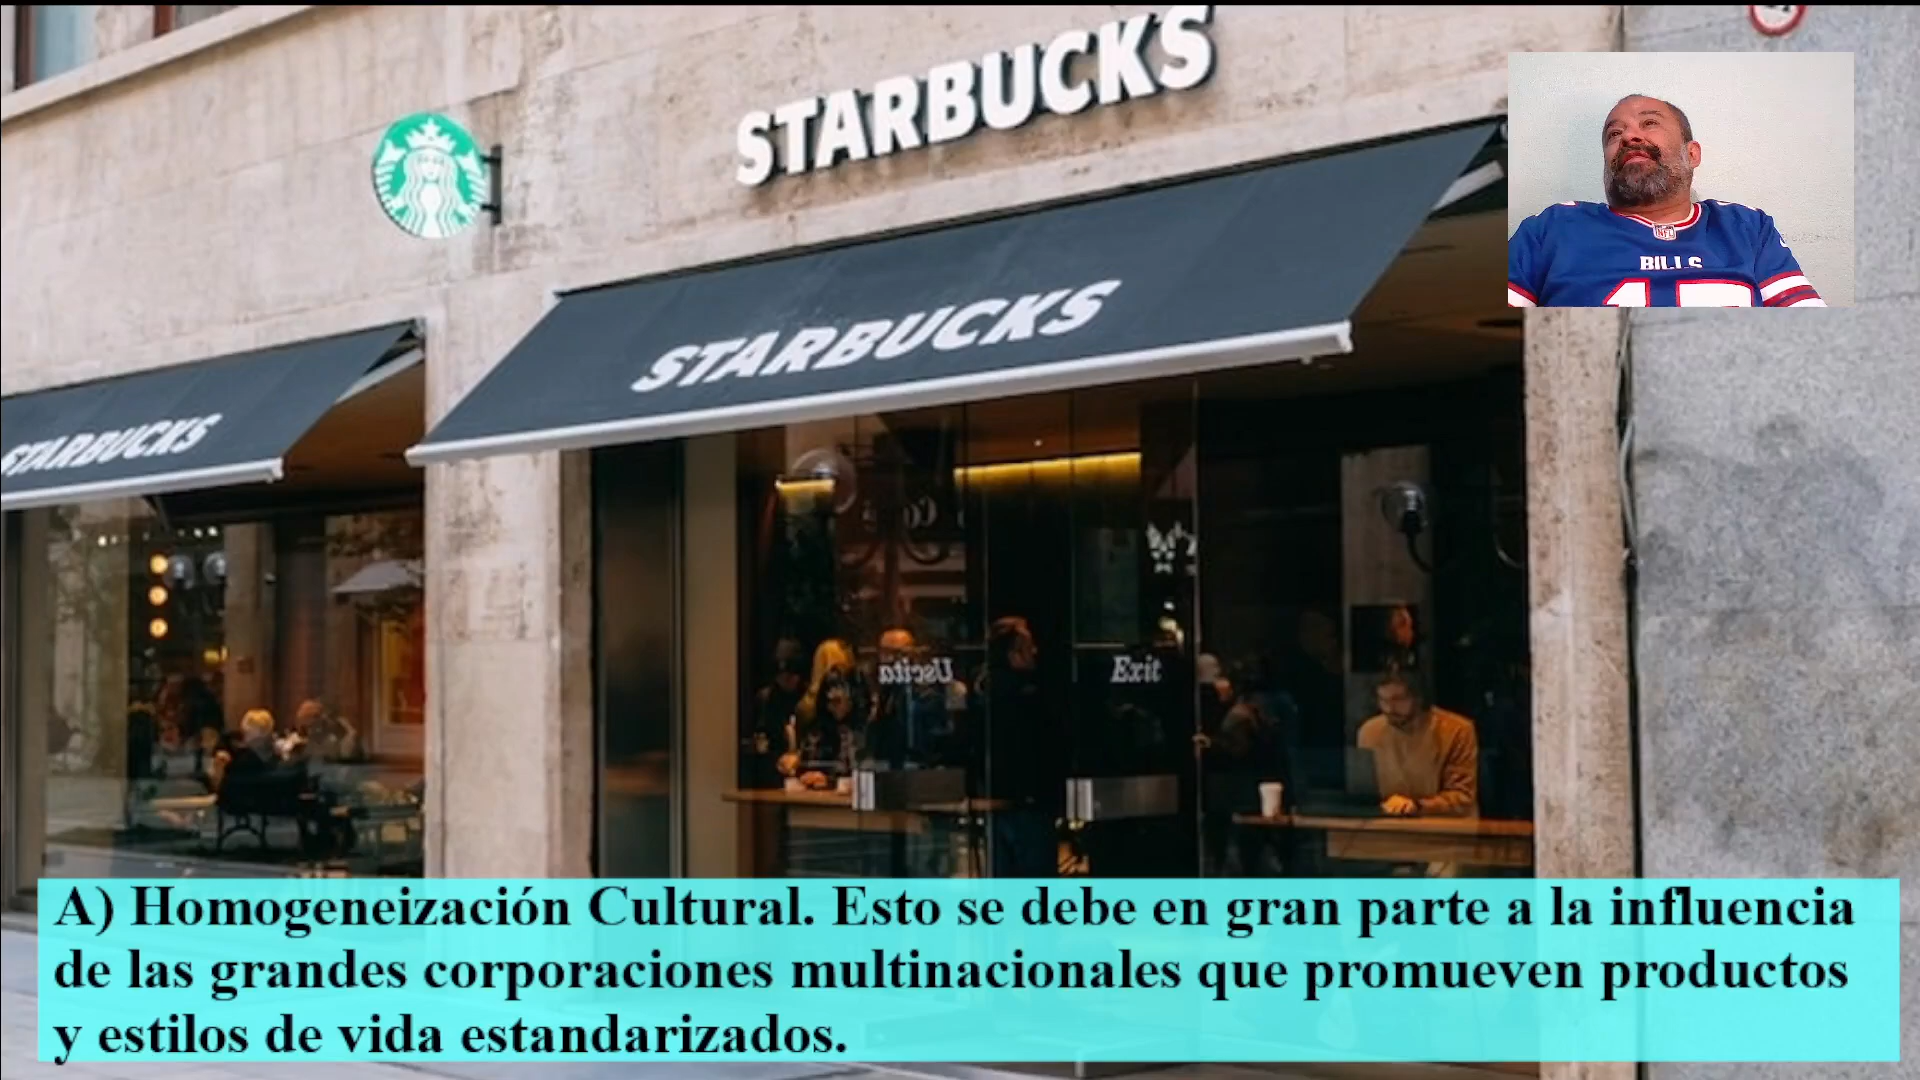 STARBUCKS
STARBUCKS
STARBUCKS
BILLS
17
Uscita
Exit
A) Homogeneización Cultural. Esto se debe en gran parte a la influencia
de las grandes corporaciones multinacionales que promueven productos
y estilos de vida estandarizados.